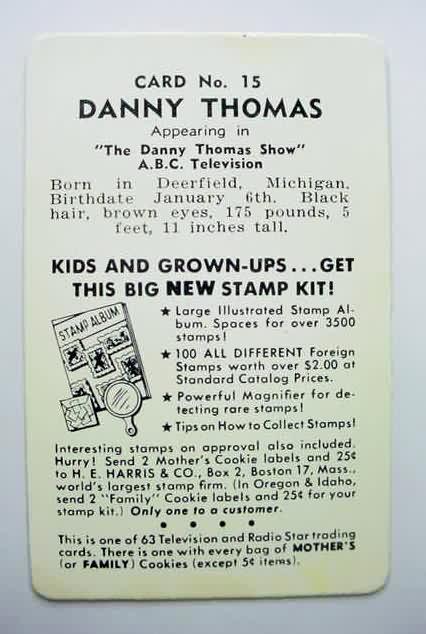 CARD No. 15
DANNY THOMAS
Appearing in
"The Danny Thomas Show"
A.B.C. Television
Born in Deerfield, Michigan.
Birthdate January 6th. Black
hair, brown eyes, 175 pounds, 5
feet, 11 inches tall.
KIDS AND GROWN-UPS...GET
THIS BIG NEW STAMP KIT!
STAMP ALBUM
★ Large Illustrated Stamp Al-
bum. Spaces for over 3500
stamps!
★ 100 ALL DIFFERENT Foreign
Stamps worth over $2.00 at
Standard Catalog Prices.
★ Powerful Magnifier for de-
tecting rare stamps!
★ Tips on How to Collect Stamps!
Interesting stamps on approval also included.
Hurry! Send 2 Mother's Cookie labels and 25¢
to H. E. HARRIS & CO., Box 2, Boston 17, Mass.,
world's largest stamp firm. (In Oregon & Idaho,
send 2 "Family" Cookie labels and 25¢ for your
stamp kit.) Only one to a customer.
• • • •
This is one of 63 Television and Radio Star trading
cards. There is one with every bag of MOTHER'S
(or FAMILY) Cookies (except 5¢ items).